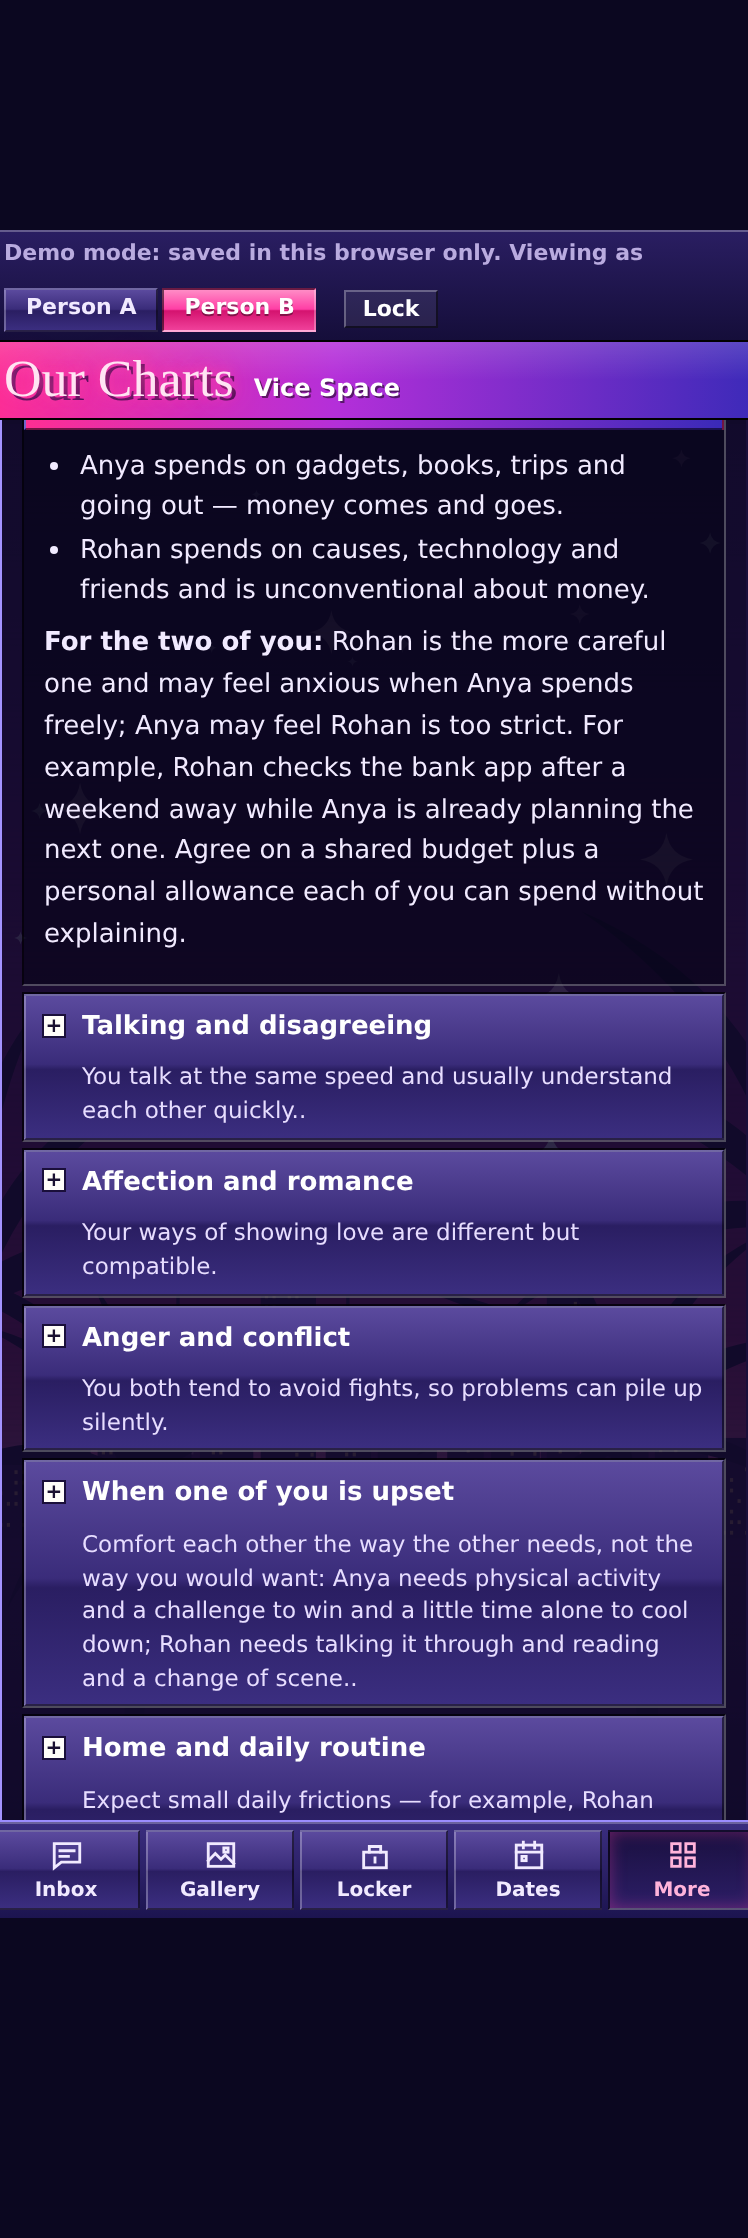 Demo mode: saved in this browser only. Viewing as
Person A Person B Lock
Our Charts Vice Space
• Anya spends on gadgets, books, trips and
going out — money comes and goes.
• Rohan spends on causes, technology and
friends and is unconventional about money.
For the two of you: Rohan is the more careful
one and may feel anxious when Anya spends
freely; Anya may feel Rohan is too strict. For
example, Rohan checks the bank app after a
weekend away while Anya is already planning the
next one. Agree on a shared budget plus a
personal allowance each of you can spend without
explaining.
Talking and disagreeing
You talk at the same speed and usually understand
each other quickly..
Affection and romance
Your ways of showing love are different but
compatible.
Anger and conflict
You both tend to avoid fights, so problems can pile up
silently.
When one of you is upset
Comfort each other the way the other needs, not the
way you would want: Anya needs physical activity
and a challenge to win and a little time alone to cool
down; Rohan needs talking it through and reading
and a change of scene..
Home and daily routine
Expect small daily frictions — for example, Rohan
Inbox Gallery Locker Dates More